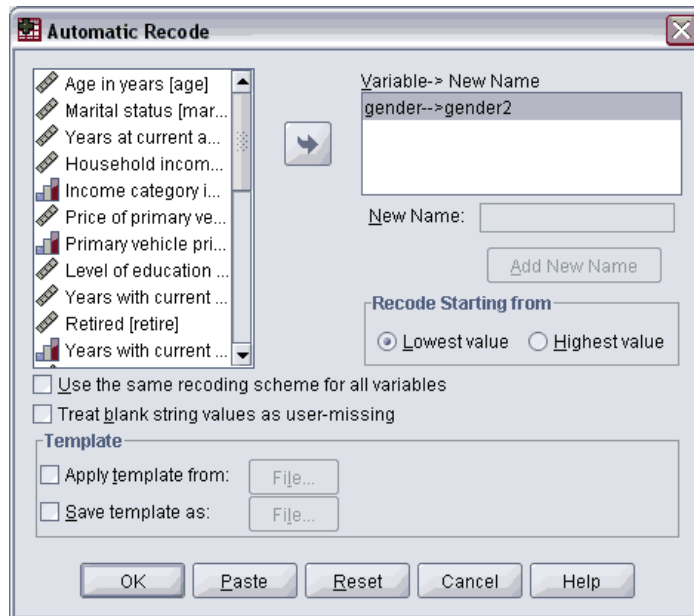 Automatic Recode
Age in years [age]
Marital status [mar...
Years at current a...
Household incom...
Income category i...
Price of primary ve...
Primary vehicle pri...
Level of education ...
Years with current ...
Retired [retire]
Years with current ...
Variable-> New Name
gender-->gender2
New Name:
Add New Name
Recode Starting from
Lowest value
Highest value
Use the same recoding scheme for all variables
Treat blank string values as user-missing
Template
Apply template from: File...
Save template as: File...
OK Paste Reset Cancel Help